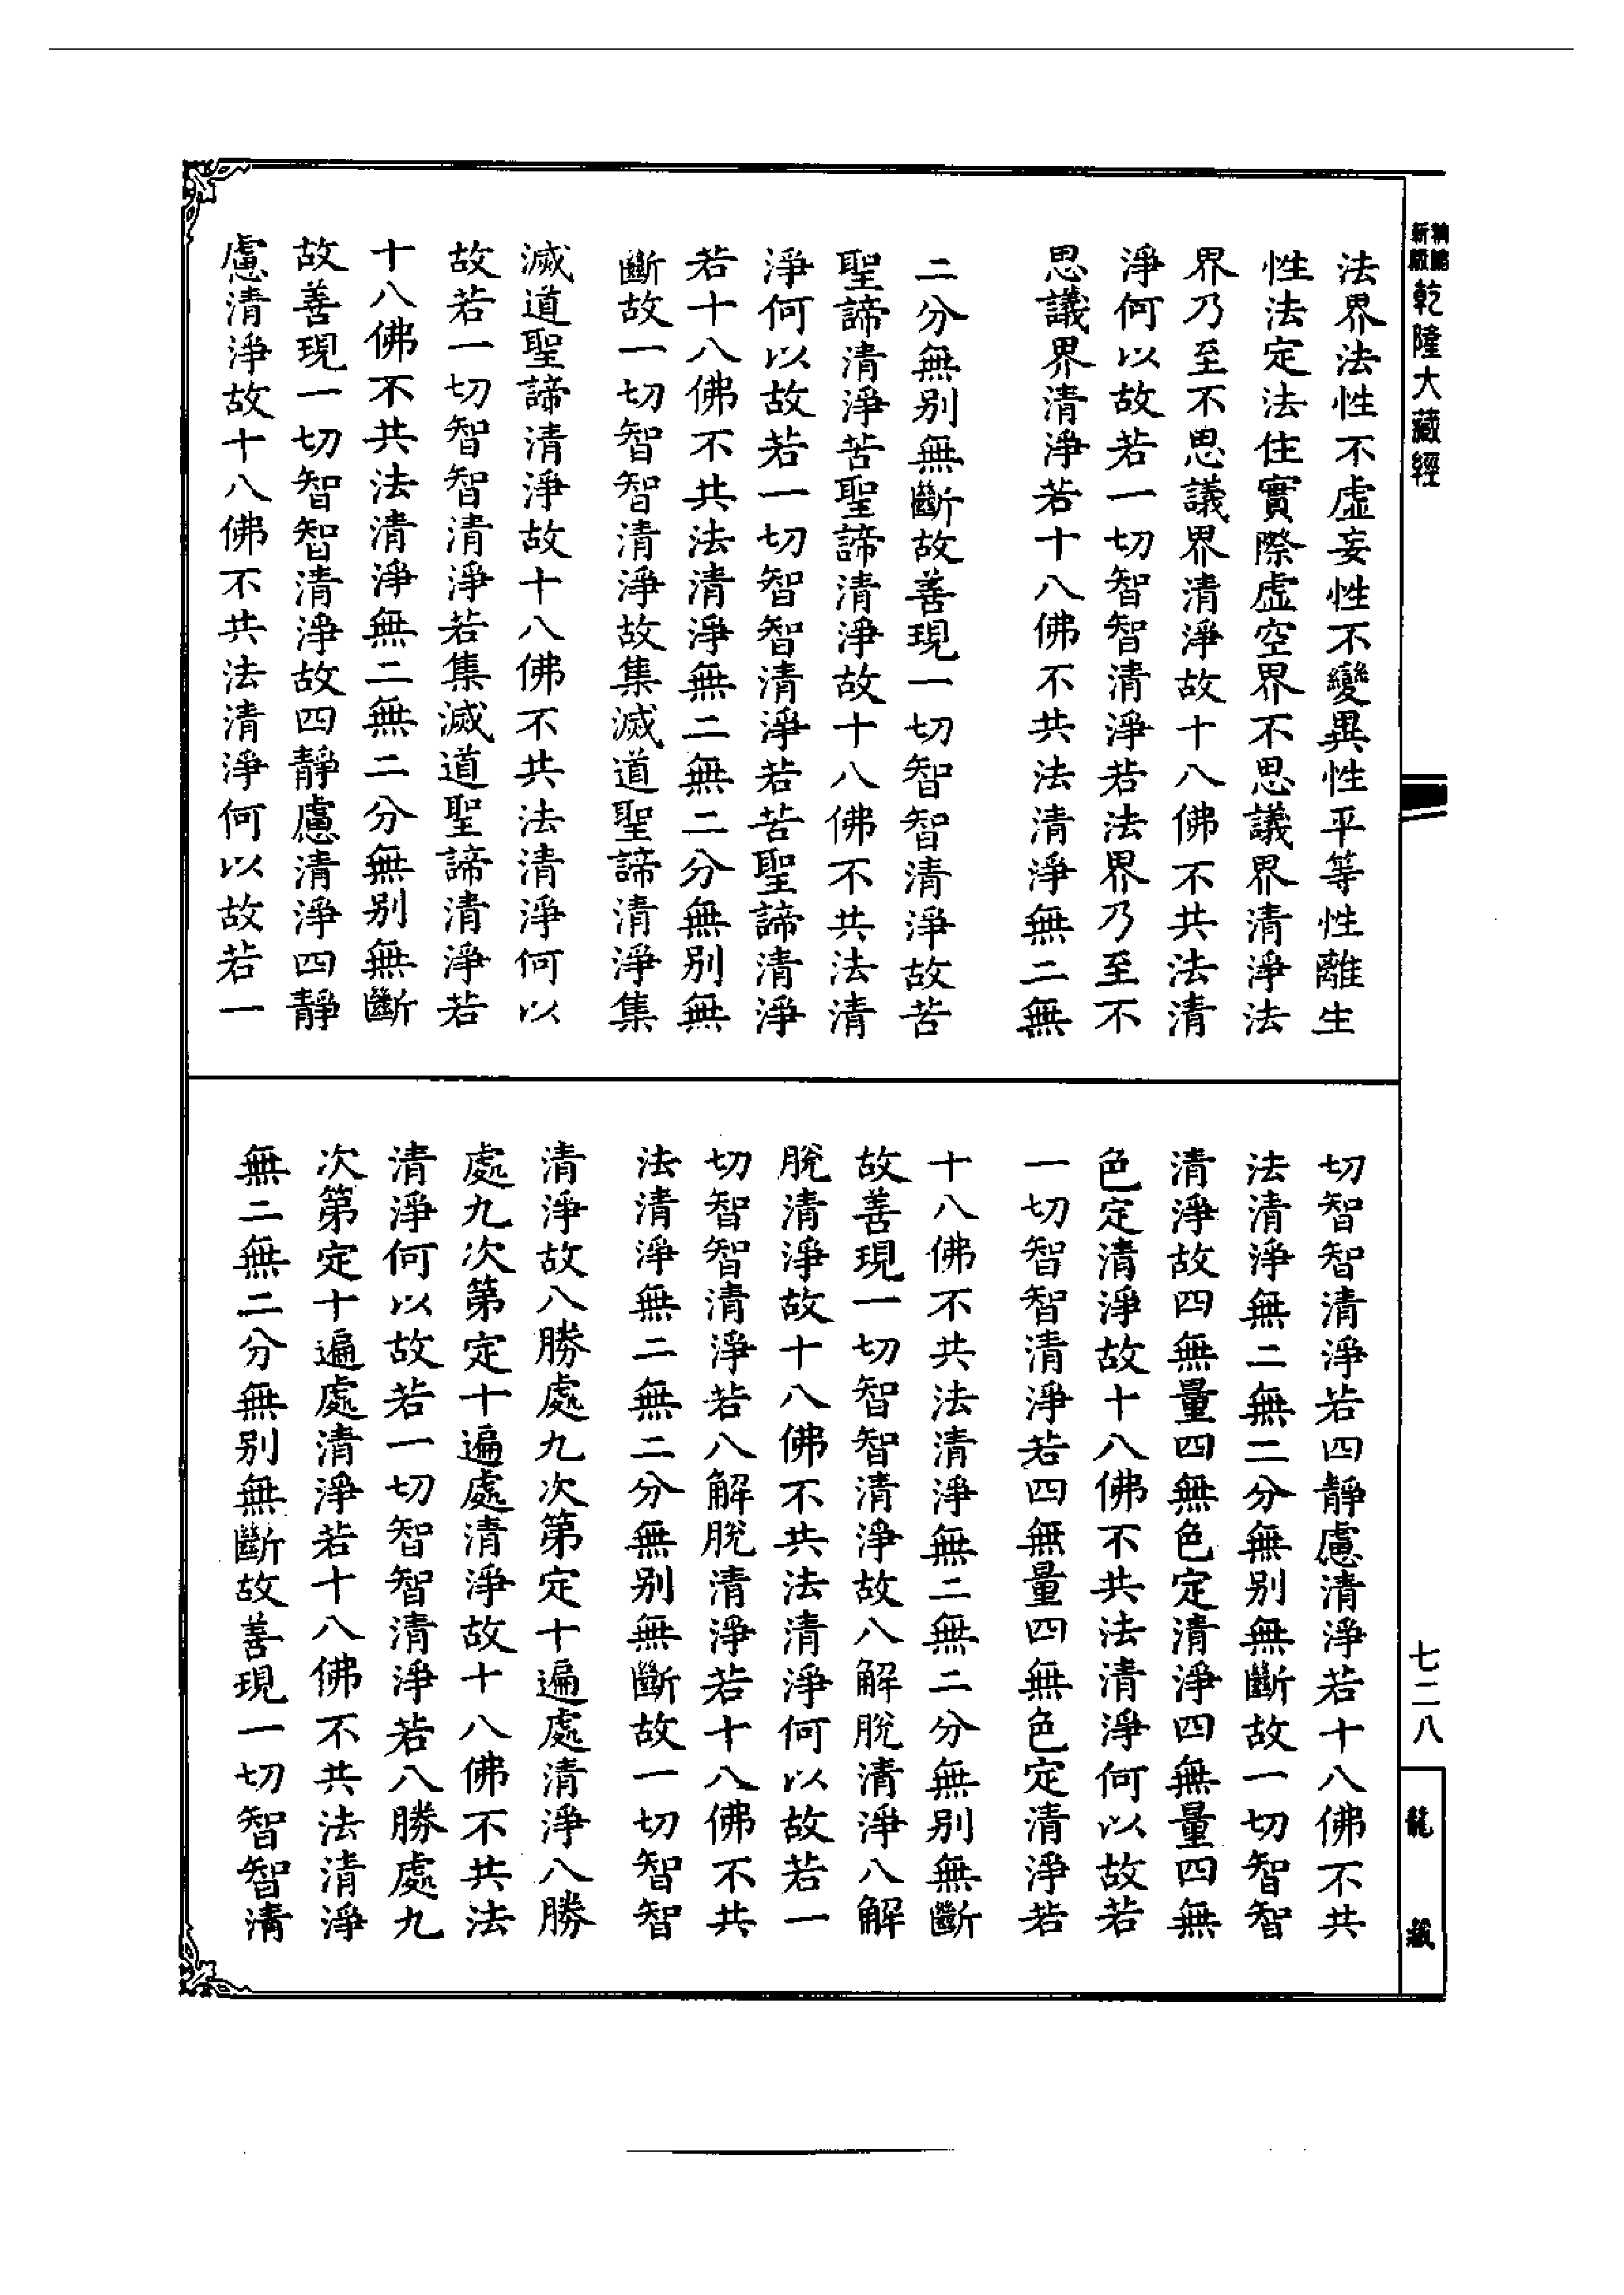 乾隆大藏經
法界法性不虛妄性不變異性平等性離生
性法定法住實際虛空界不思議界清淨法
界乃至不思議界清淨故十八佛不共法清
淨何以故若一切智智清淨若法界乃至不
思議界清淨若十八佛不共法清淨無二無
二分無別無斷故善現一切智智清淨故苦
聖諦清淨苦聖諦清淨故十八佛不共法清
淨何以故若一切智智清淨若苦聖諦清淨
若十八佛不共法清淨無二無二分無別無
斷故一切智智清淨故集滅道聖諦清淨集
滅道聖諦清淨故十八佛不共法清淨何以
故若一切智智清淨若集滅道聖諦清淨若
十八佛不共法清淨無二無二分無別無斷
故善現一切智智清淨故四靜慮清淨四靜
慮清淨故十八佛不共法清淨何以故若一
切智智清淨若四靜慮清淨若十八佛不共
法清淨無二無二分無別無斷故一切智智
清淨故四無量四無色定清淨四無量四無
色定清淨故十八佛不共法清淨何以故若
一切智智清淨若四無量四無色定清淨若
十八佛不共法清淨無二無二分無別無斷
故善現一切智智清淨故八解脫清淨八解
脫清淨故十八佛不共法清淨何以故若一
切智智清淨若八解脫清淨若十八佛不共
法清淨無二無二分無別無斷故一切智智
清淨故八勝處九次第定十遍處清淨八勝
處九次第定十遍處清淨故十八佛不共法
清淨何以故若一切智智清淨若八勝處九
次第定十遍處清淨若十八佛不共法清淨
無二無二分無別無斷故善現一切智智清
七二八
龍藏